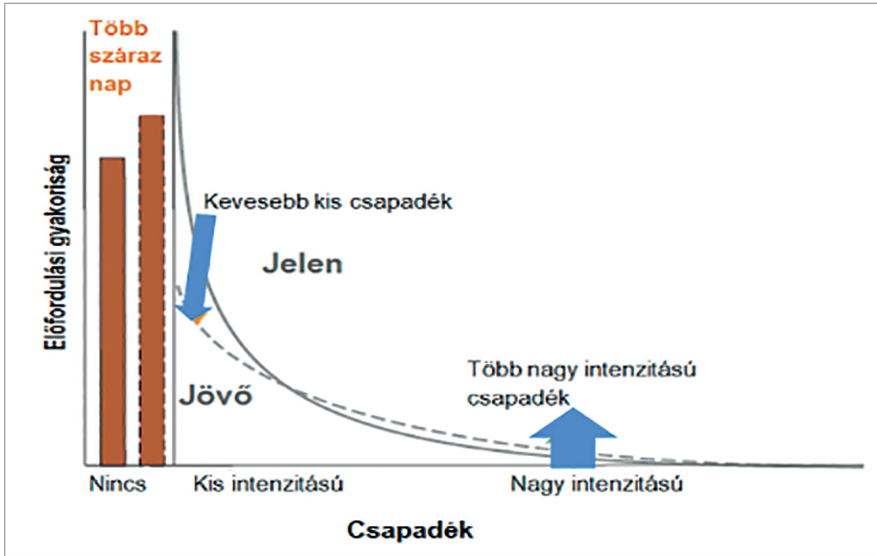 Több
száraz
nap
Előfordulási gyakoriság
Kevesebb kis csapadék
Jelen
Jövő
Több nagy intenzitású
csapadék
Nincs
Kis intenzitású
Nagy intenzitású
Csapadék